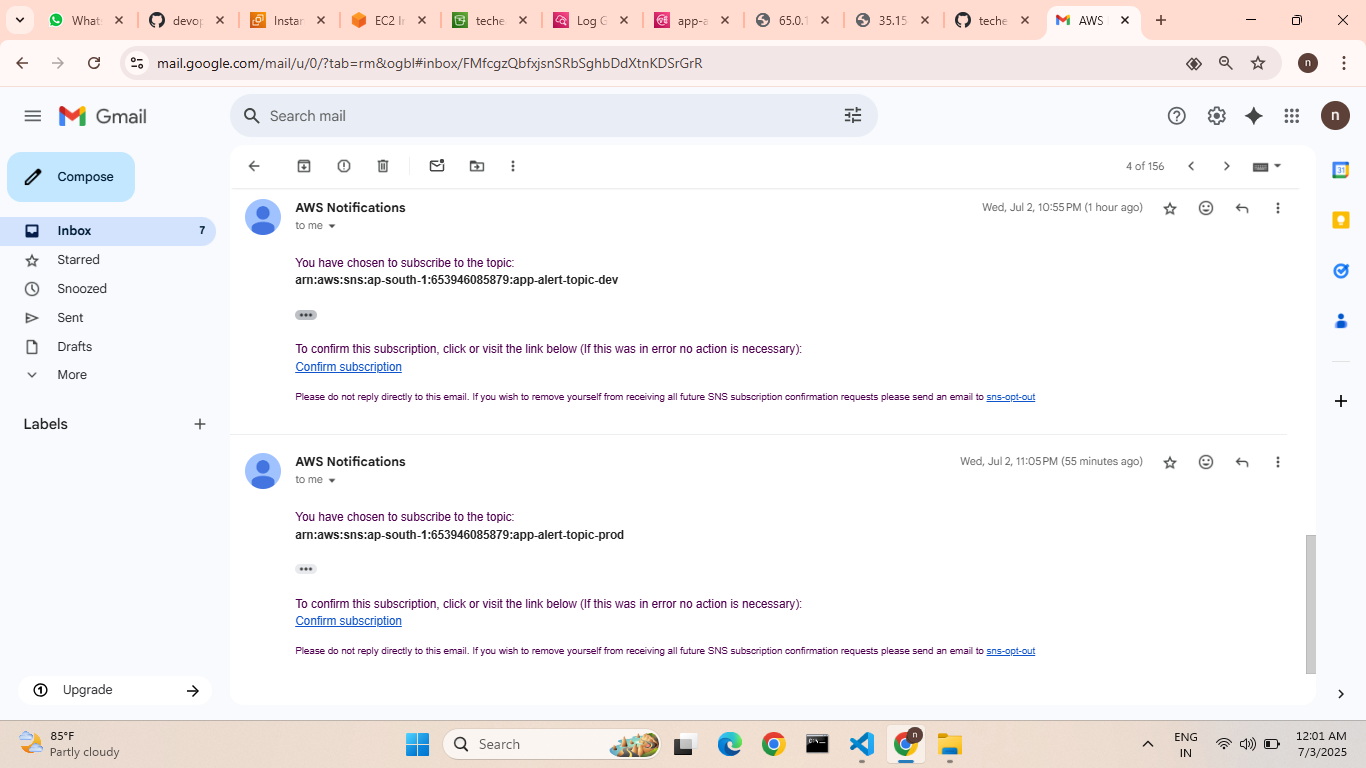 Whats
devop
Instan
EC2 In
teche
Log G
app-a
65.0.1
35.15
teche
AWS
mail.google.com/mail/u/0/?tab=rm&ogbl#inbox/FMfcgzQbfxjsnSRbSghbDdXtnKDSrGrR
n
Gmail
Search mail
n
Compose
4 of 156
Inbox 7
Starred
Snoozed
Sent
Drafts
More
Labels
Upgrade
31
AWS Notifications
Wed, Jul 2, 10:55 PM (1 hour ago)
to me
You have chosen to subscribe to the topic:
arn:aws:sns:ap-south-1:653946085879:app-alert-topic-dev
To confirm this subscription, click or visit the link below (If this was in error no action is necessary):
Confirm subscription
Please do not reply directly to this email. If you wish to remove yourself from receiving all future SNS subscription confirmation requests please send an email to sns-opt-out
AWS Notifications
Wed, Jul 2, 11:05 PM (55 minutes ago)
to me
You have chosen to subscribe to the topic:
arn:aws:sns:ap-south-1:653946085879:app-alert-topic-prod
To confirm this subscription, click or visit the link below (If this was in error no action is necessary):
Confirm subscription
Please do not reply directly to this email. If you wish to remove yourself from receiving all future SNS subscription confirmation requests please send an email to sns-opt-out
85°F
Partly cloudy
Search
n
ENG
IN
12:01 AM
7/3/2025